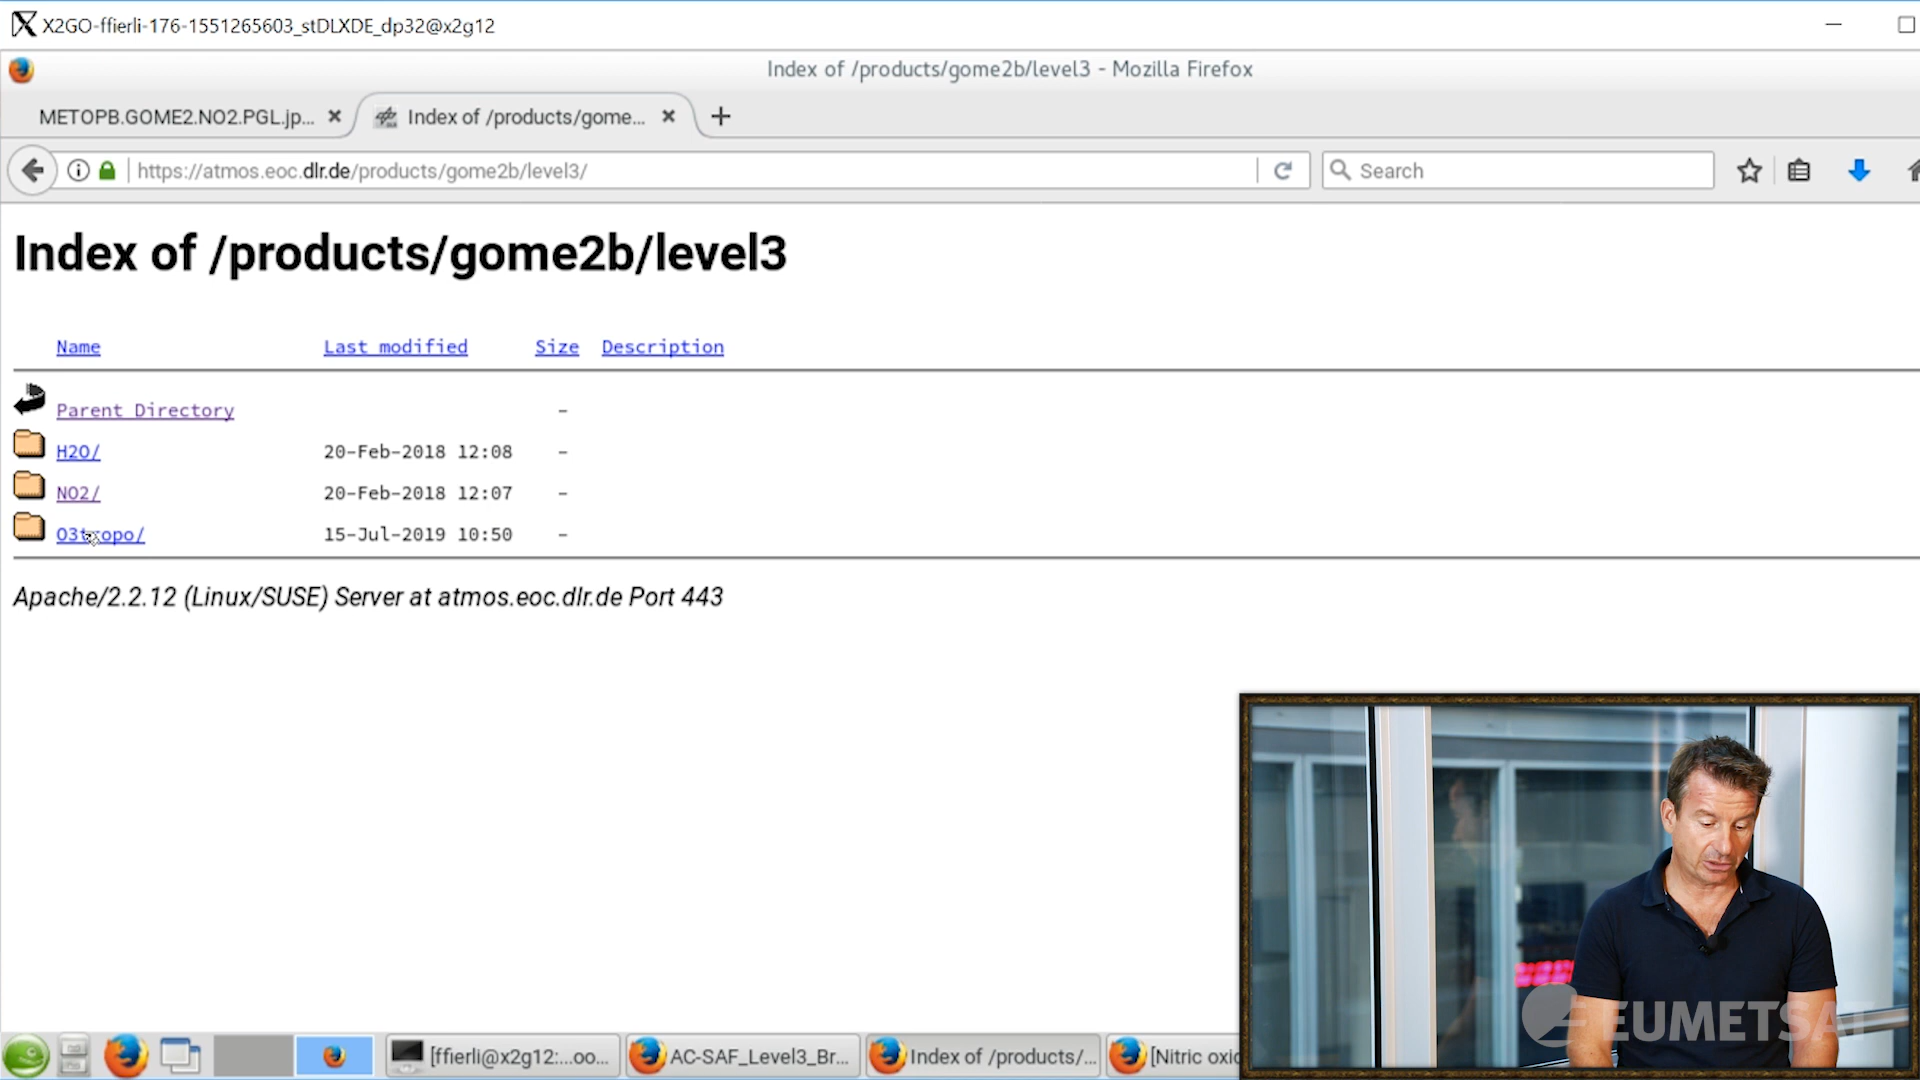 X2GO-ffierli-176-1551265603_stDLXDE_dp32@x2g12
Index of /products/gome2b/level3 - Mozilla Firefox
METOPB.GOME2.NO2.PGL.jp... Index of /products/gome...
https://atmos.eoc.dlr.de/products/gome2b/level3/ Search
Index of /products/gome2b/level3
Name Last modified Size Description
Parent Directory -
H2O/ 20-Feb-2018 12:08 -
NO2/ 20-Feb-2018 12:07 -
O3tropo/ 15-Jul-2019 10:50 -
Apache/2.2.12 (Linux/SUSE) Server at atmos.eoc.dlr.de Port 443
EUMETSAT
[ffierli@x2g12:...oo... AC-SAF_Level3_Br... Index of /products/... [Nitric oxid